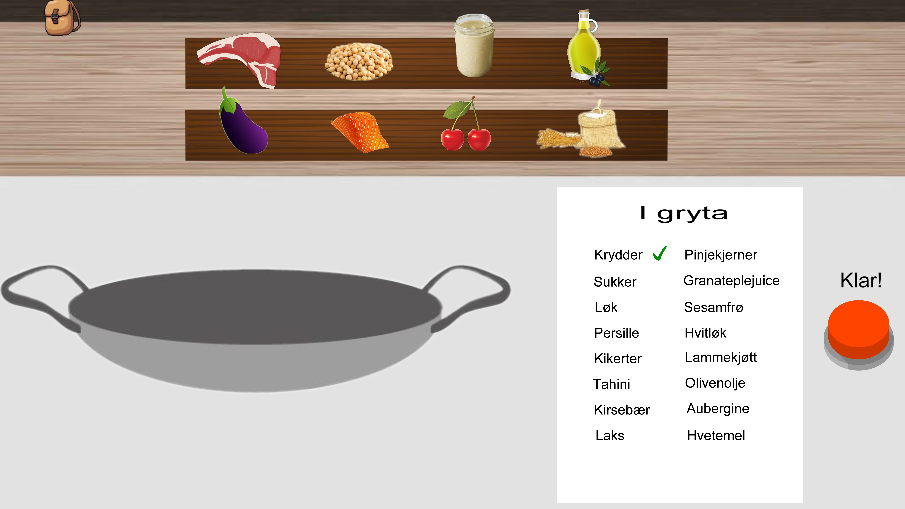 I gryta
Krydder ✓ Pinjekjerner
Sukker Granateplejuice
Løk Sesamfrø
Persille Hvitløk
Kikerter Lammekjøtt
Tahini Olivenolje
Kirsebær Aubergine
Laks Hvetemel
Klar!